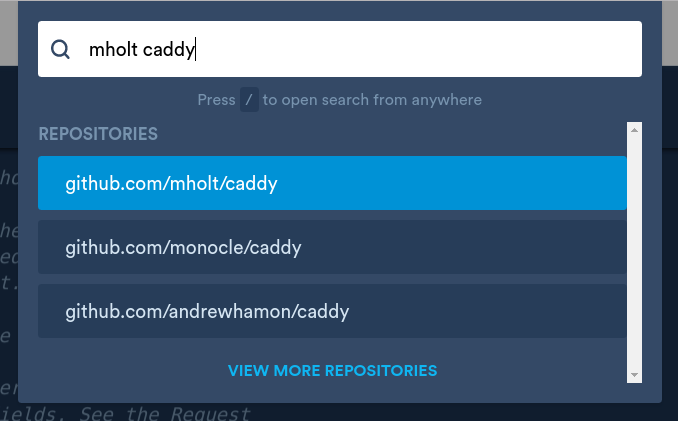 mholt caddy
Press / to open search from anywhere
REPOSITORIES
github.com/mholt/caddy
github.com/monocle/caddy
github.com/andrewhamon/caddy
VIEW MORE REPOSITORIES
ields. See the Request